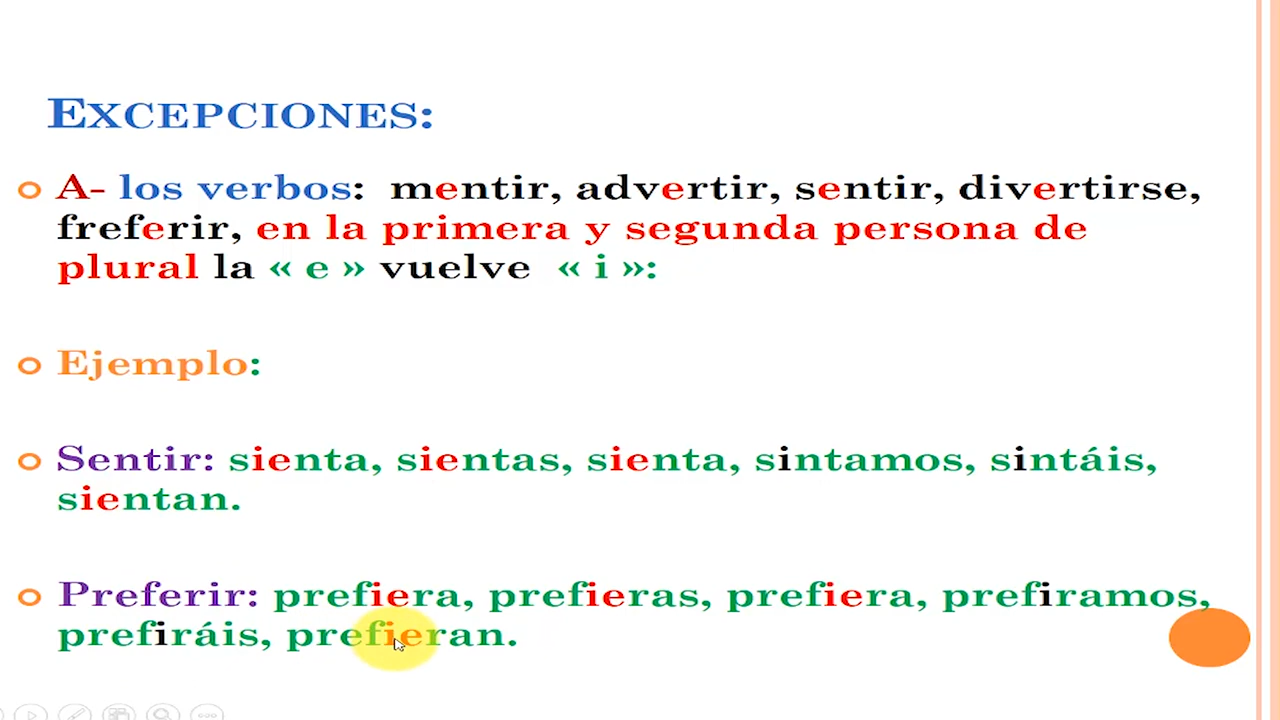 EXCEPCIONES:
A- los verbos: mentir, advertir, sentir, divertirse,
freferir, en la primera y segunda persona de
plural la « e » vuelve « i »:
Ejemplo:
Sentir: sienta, sientas, sienta, sintamos, sintáis,
sientan.
Preferir: prefiera, prefieras, prefiera, prefiramos,
prefiráis, prefieran.